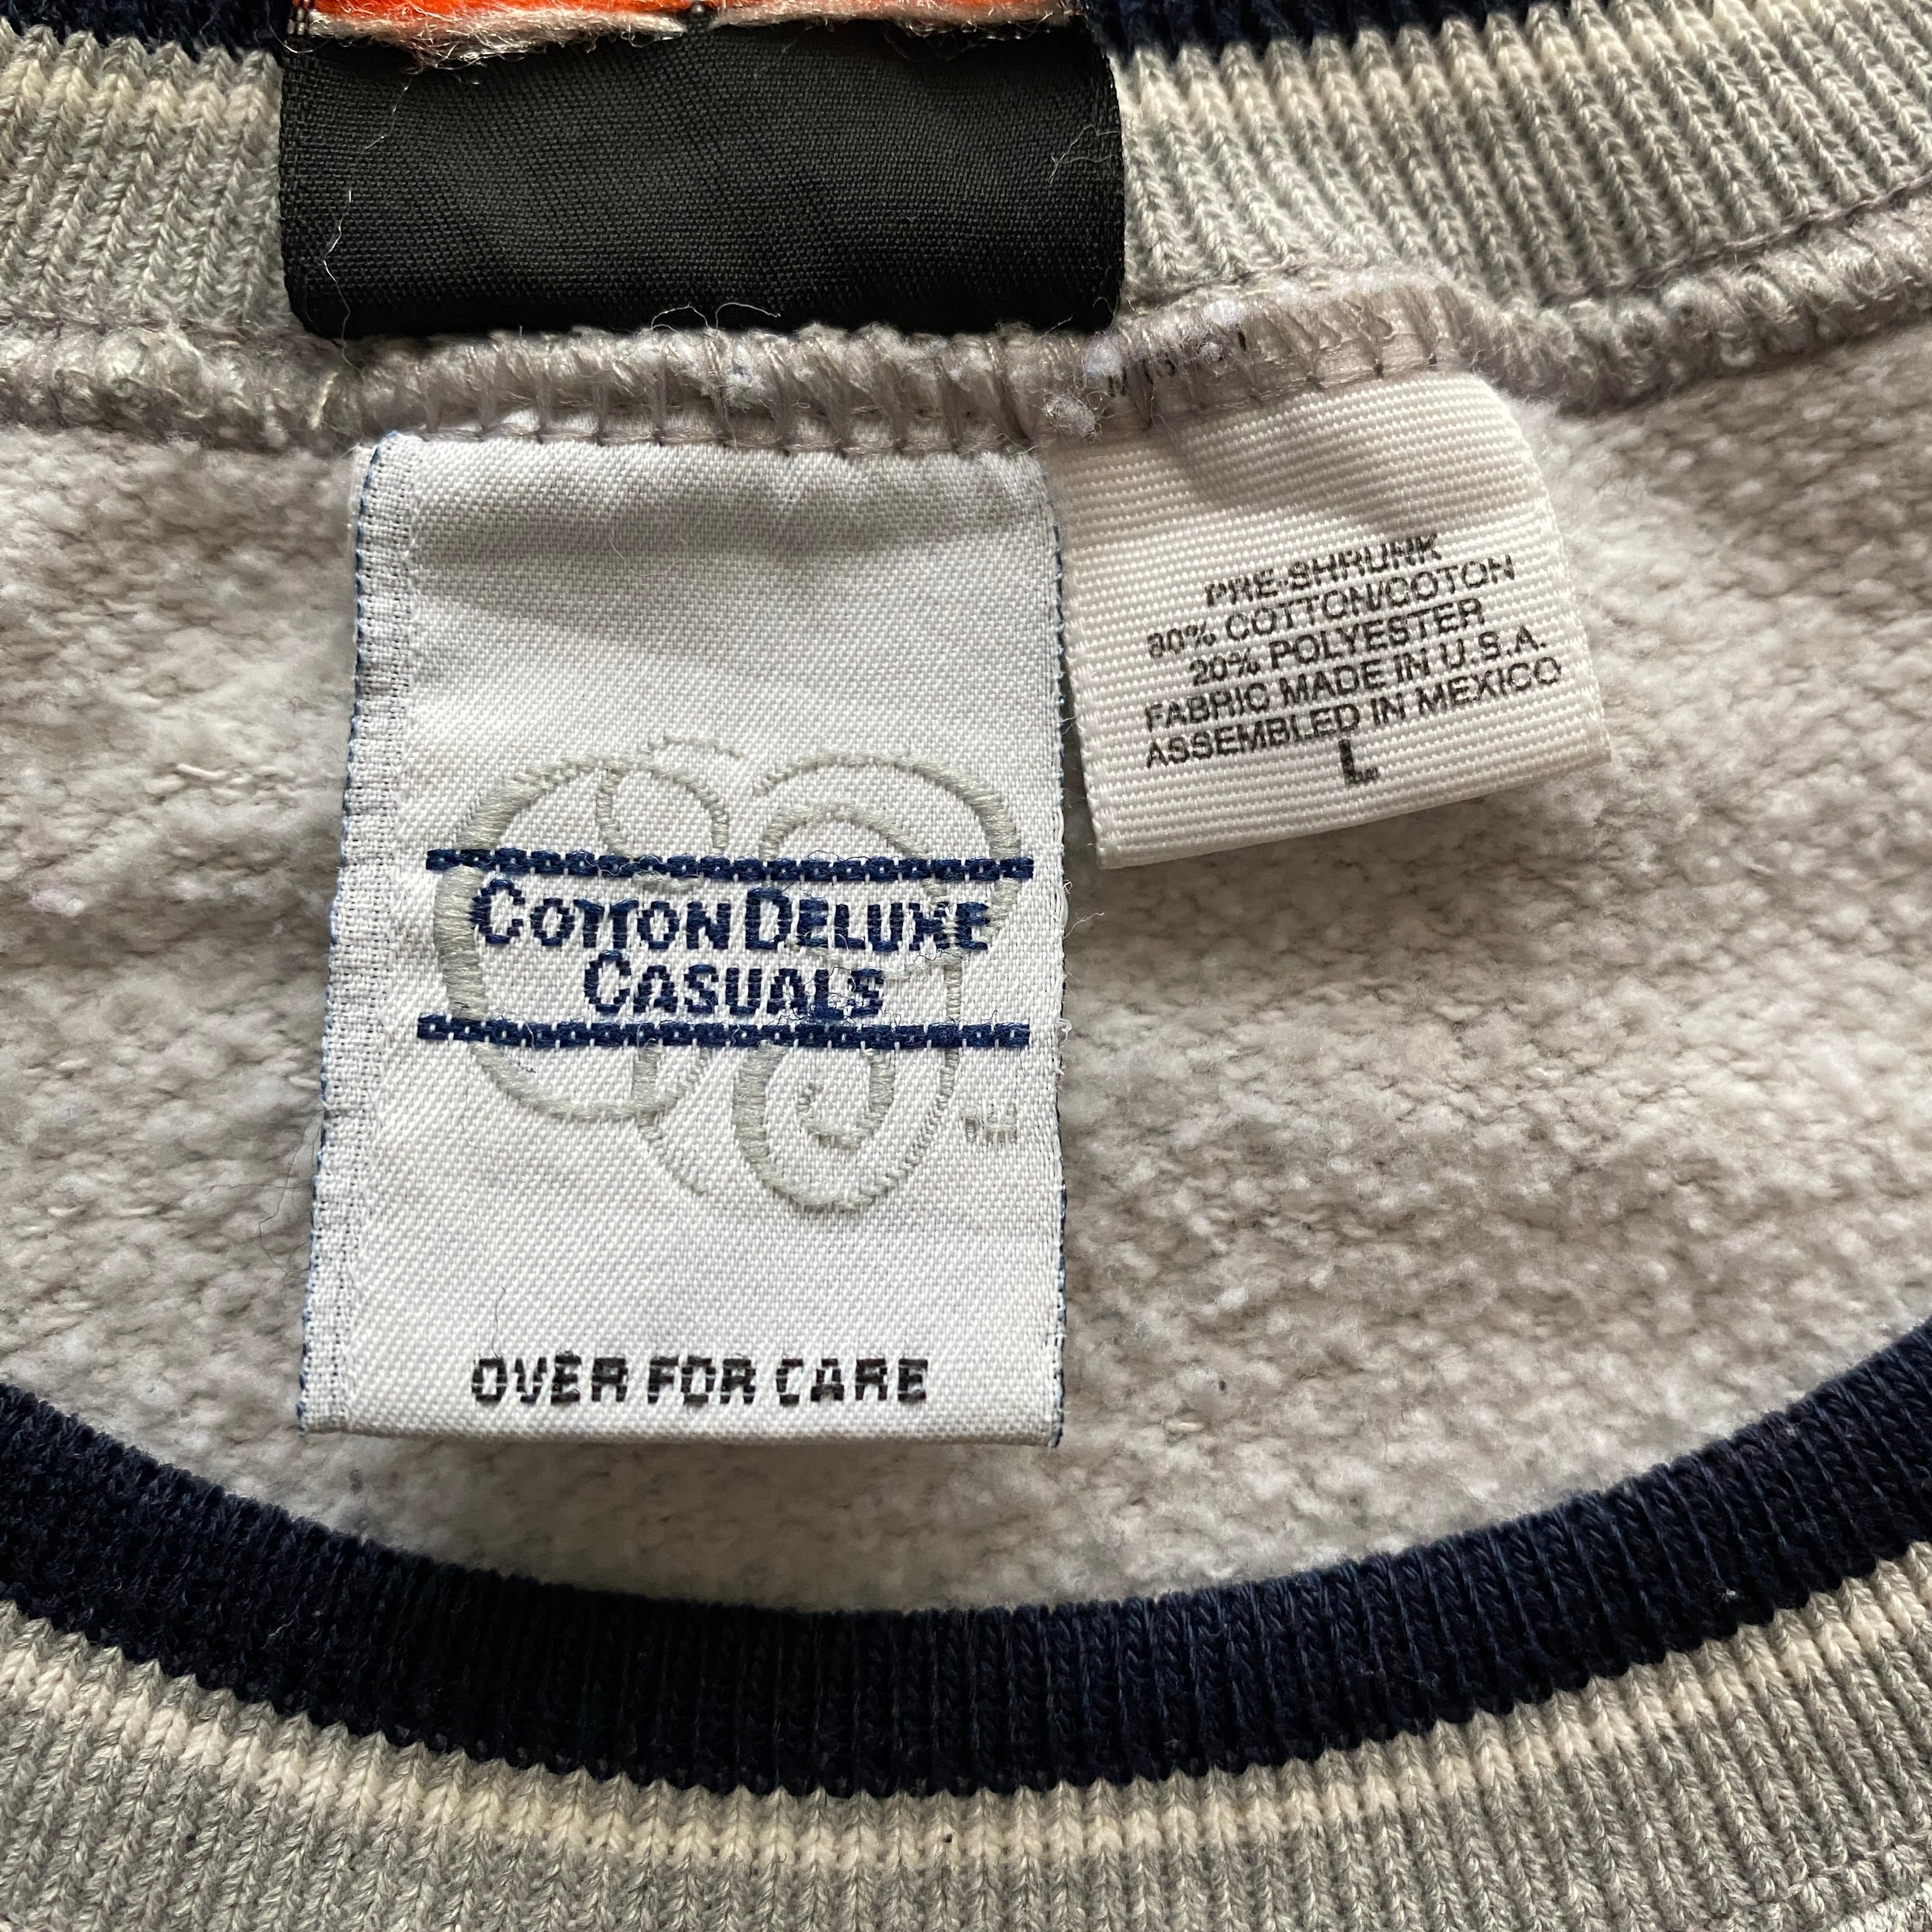 COTTON DELUXE
CASUALS
OVER FOR CARE
PRE-SHRUNK
80% COTTON/COTON
20% POLYESTER
FABRIC MADE IN U.S.A.
ASSEMBLED IN MEXICO
L